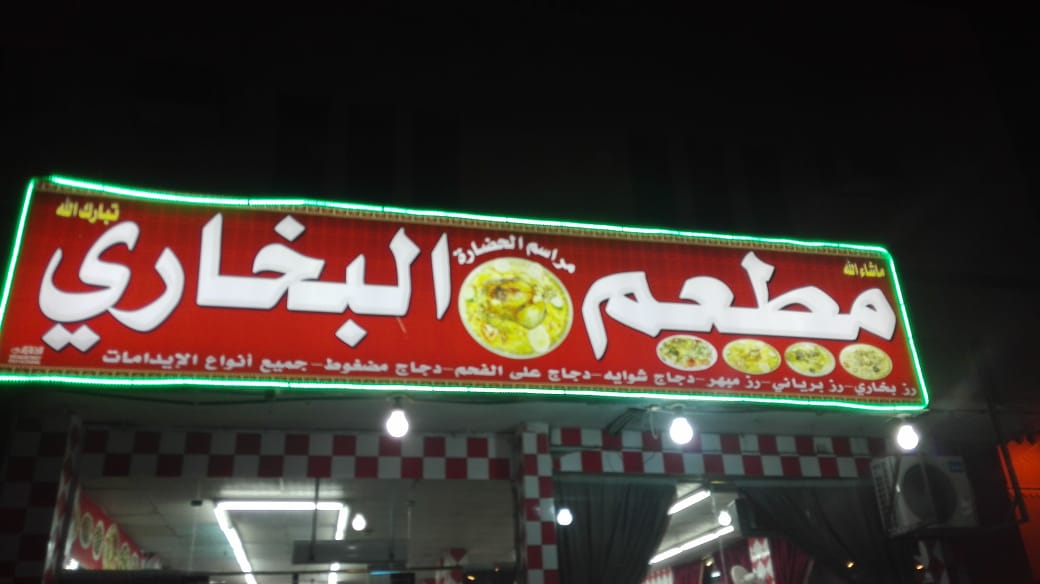 ماشاء الله
تبارك الله
مراسم الحضارة
مطعم البخاري
رز بخاري-رز برياني-رز مبهر-دجاج شوايه-دجاج على الفحم-دجاج مضغوط-جميع أنواع الإيدامات